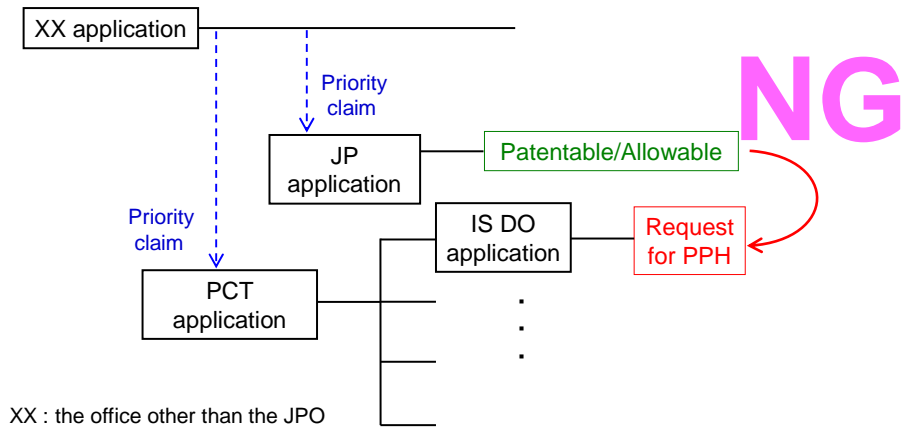 XX application
NG
Priority
claim
JP
application
Patentable/Allowable
Priority
claim
IS DO
application
Request
for PPH
PCT
application
XX : the office other than the JPO